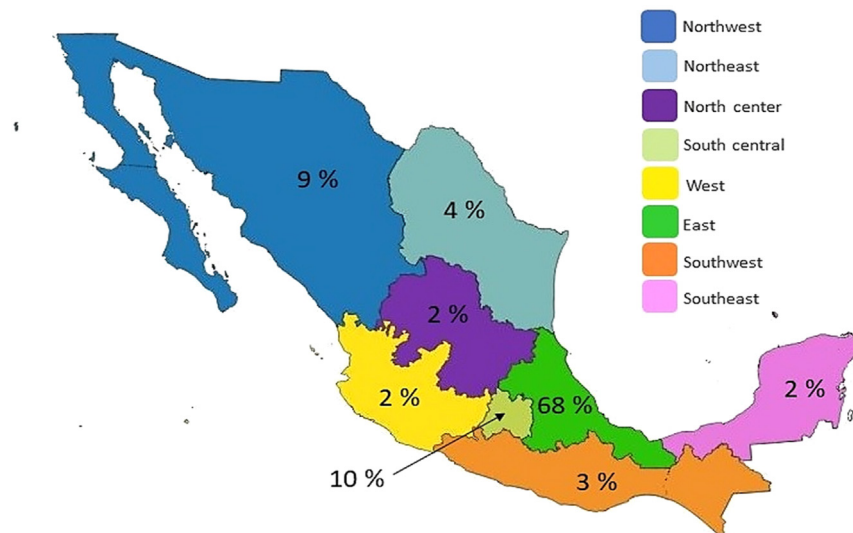 Northwest
Northeast
North center
South central
West
East
Southwest
Southeast
9 %
4 %
2 %
2 %
68 %
2 %
10 %
3 %